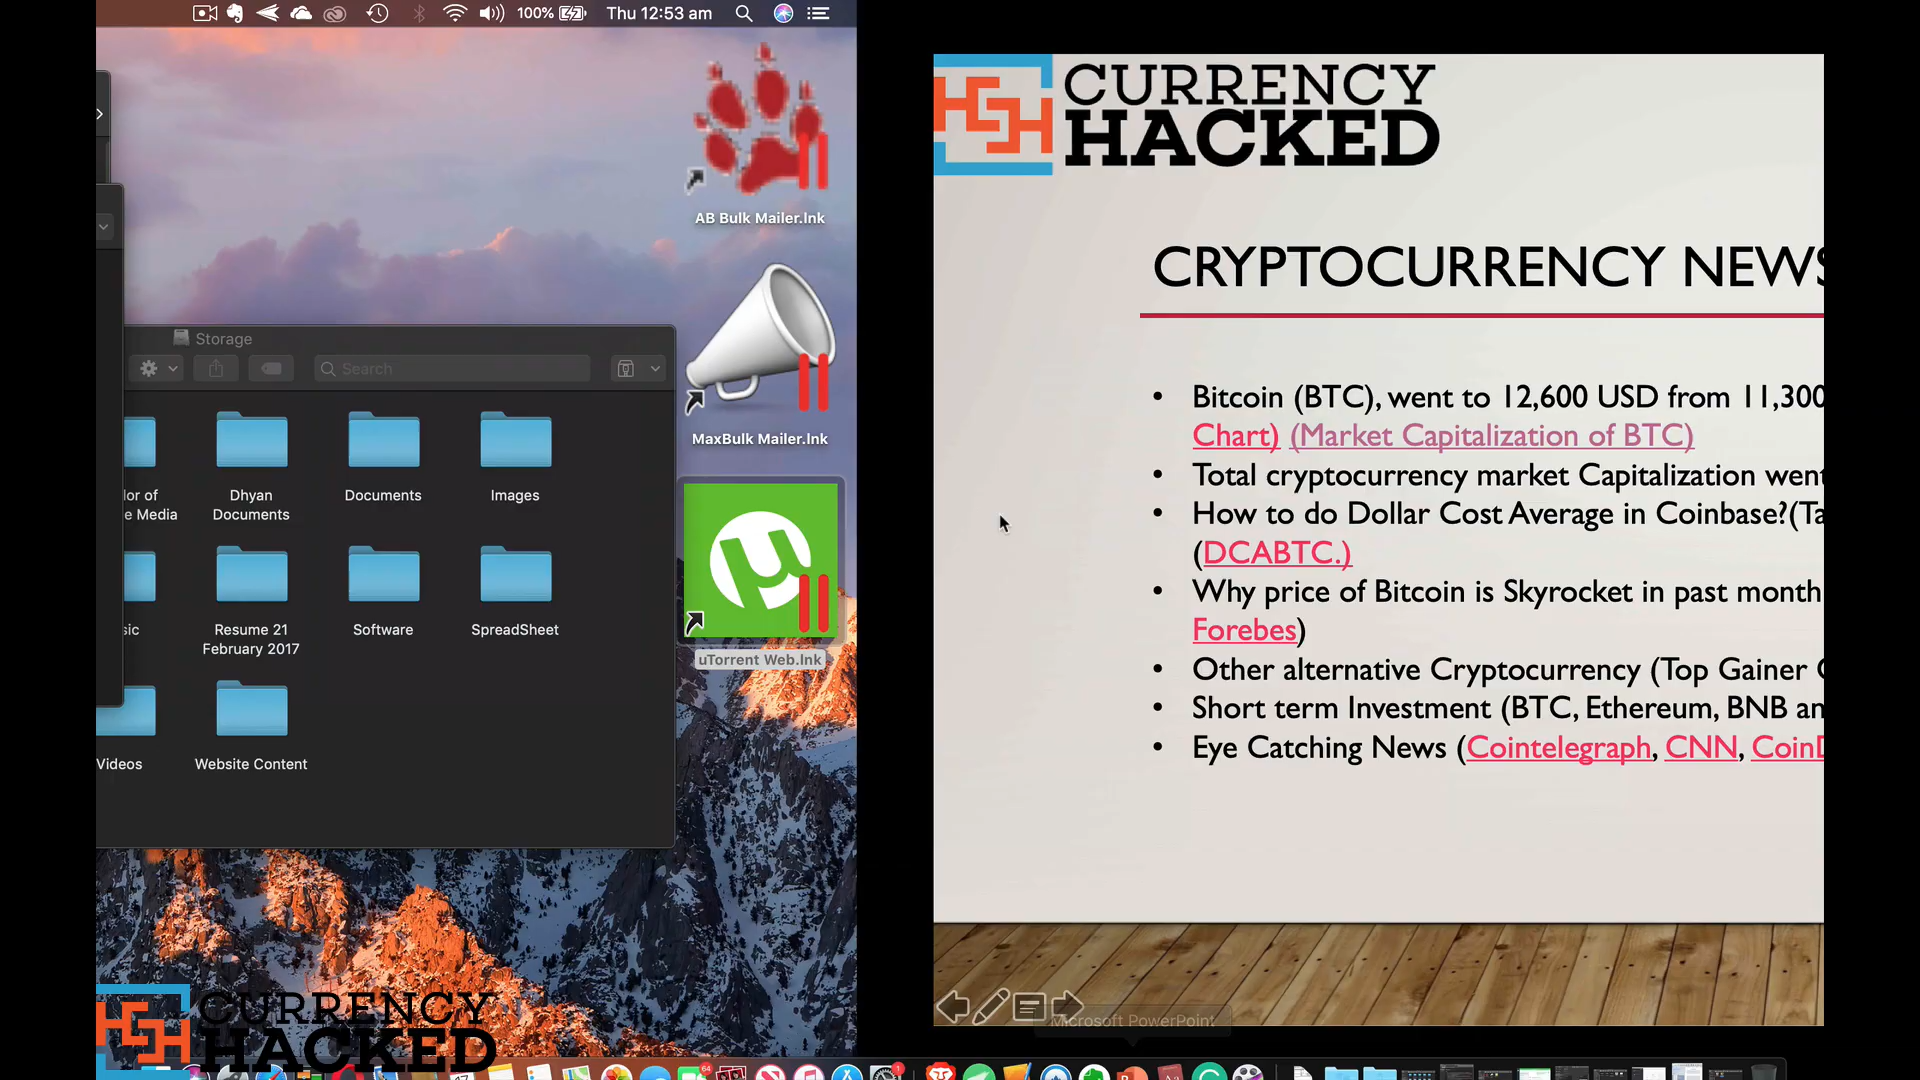 100%
Thu 12:53 am
AB Bulk Mailer.lnk
MaxBulk Mailer.lnk
uTorrent Web.lnk
Storage
Search
lor of
e Media
Dhyan
Documents
Documents
Images
sic
Resume 21
February 2017
Software
SpreadSheet
Videos
Website Content
CURRENCY
HACKED
CURRENCY
HACKED
CRYPTOCURRENCY NEWS
• Bitcoin (BTC), went to 12,600 USD from 11,300
Chart) (Market Capitalization of BTC)
• Total cryptocurrency market Capitalization went
• How to do Dollar Cost Average in Coinbase?(Ta
(DCABTC.)
• Why price of Bitcoin is Skyrocket in past month
Forebes)
• Other alternative Cryptocurrency (Top Gainer
• Short term Investment (BTC, Ethereum, BNB an
• Eye Catching News (Cointelegraph, CNN, CoinD
Microsoft PowerPoint
64
1